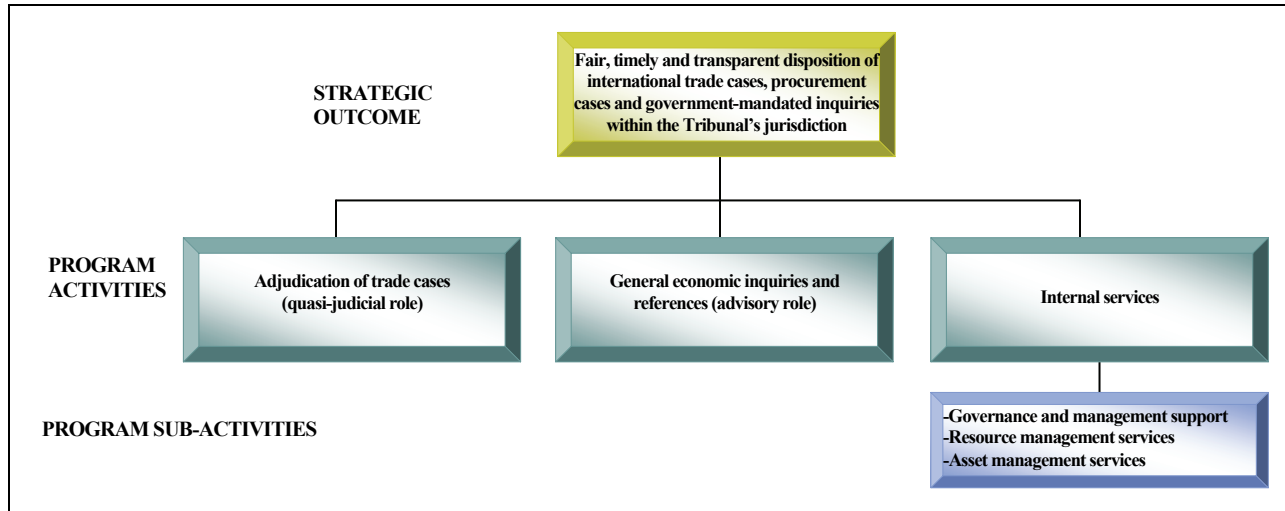 STRATEGIC
OUTCOME
Fair, timely and transparent disposition of
international trade cases, procurement
cases and government-mandated inquiries
within the Tribunal's jurisdiction
PROGRAM
ACTIVITIES
Adjudication of trade cases
(quasi-judicial role)
General economic inquiries and
references (advisory role)
Internal services
PROGRAM SUB-ACTIVITIES
-Governance and management support
-Resource management services
-Asset management services